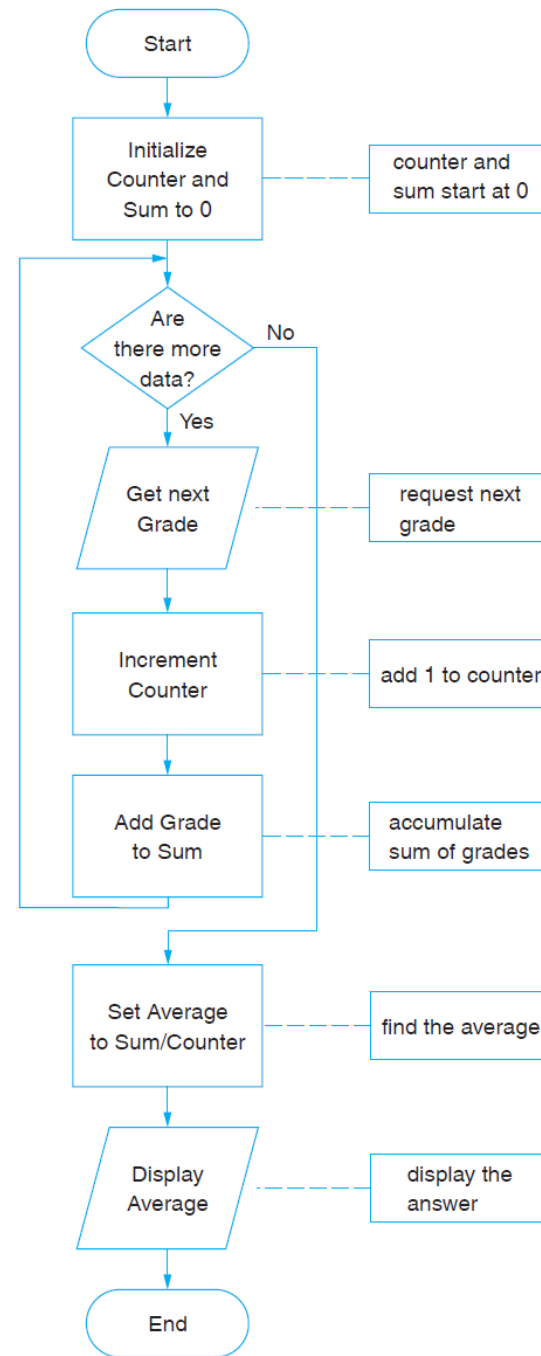 Start
Initialize
Counter and
Sum to 0
counter and
sum start at 0
Are
there more
data?
No
Yes
Get next
Grade
request next
grade
Increment
Counter
add 1 to counter
Add Grade
to Sum
accumulate
sum of grades
Set Average
to Sum/Counter
find the average
Display
Average
display the
answer
End